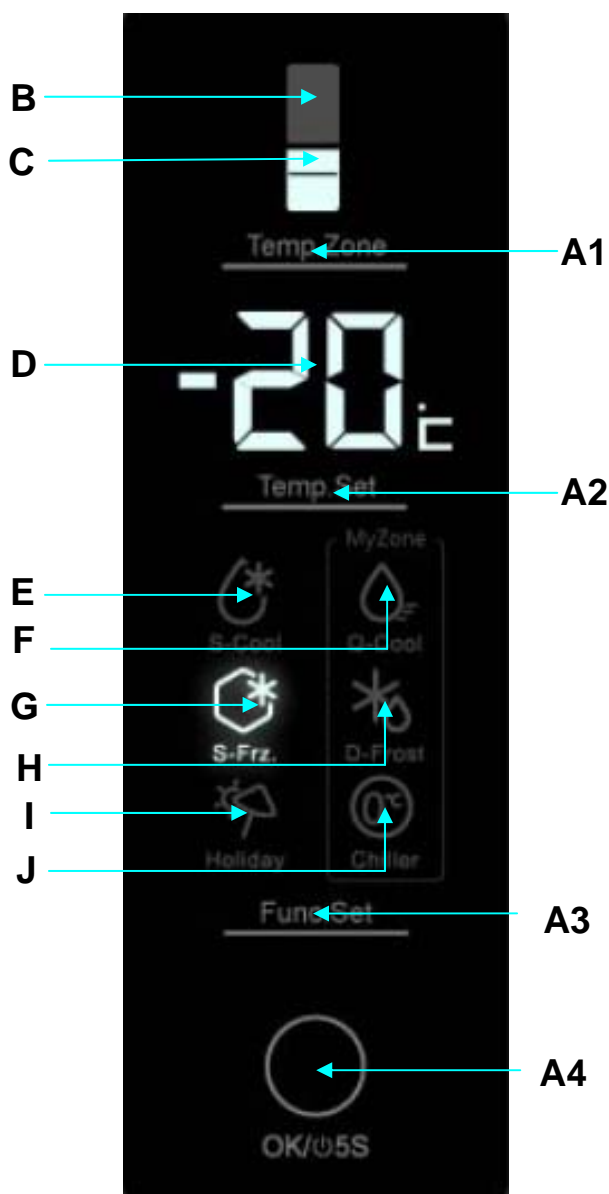 B
C
Temp Zone
A1
D
-20℃
Temp Set
A2
MyZone
E
S-Cool
Q-Cool
F
G
S-Frz.
D-Frost
H
I
0℃
Holiday
Chiller
J
Func Set
A3
A4
OK/⏻5S